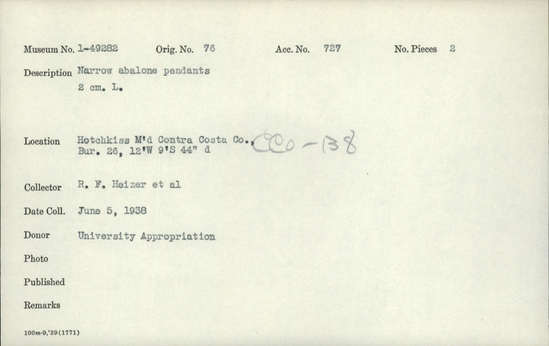 Museum No. 1-49282 Orig. No. 76 Acc. No. 727 No. Pieces 2
Description Narrow abalone pendants
2 cm. L.
Location Hotchkiss M'd Contra Costa Co., CCo-138
Bur. 26, 12'W 9'S 44" d
Collector R. F. Heizer et al
Date Coll. June 5, 1938
Donor University Appropriation
Photo
Published
Remarks
100m-9,'39(1771)